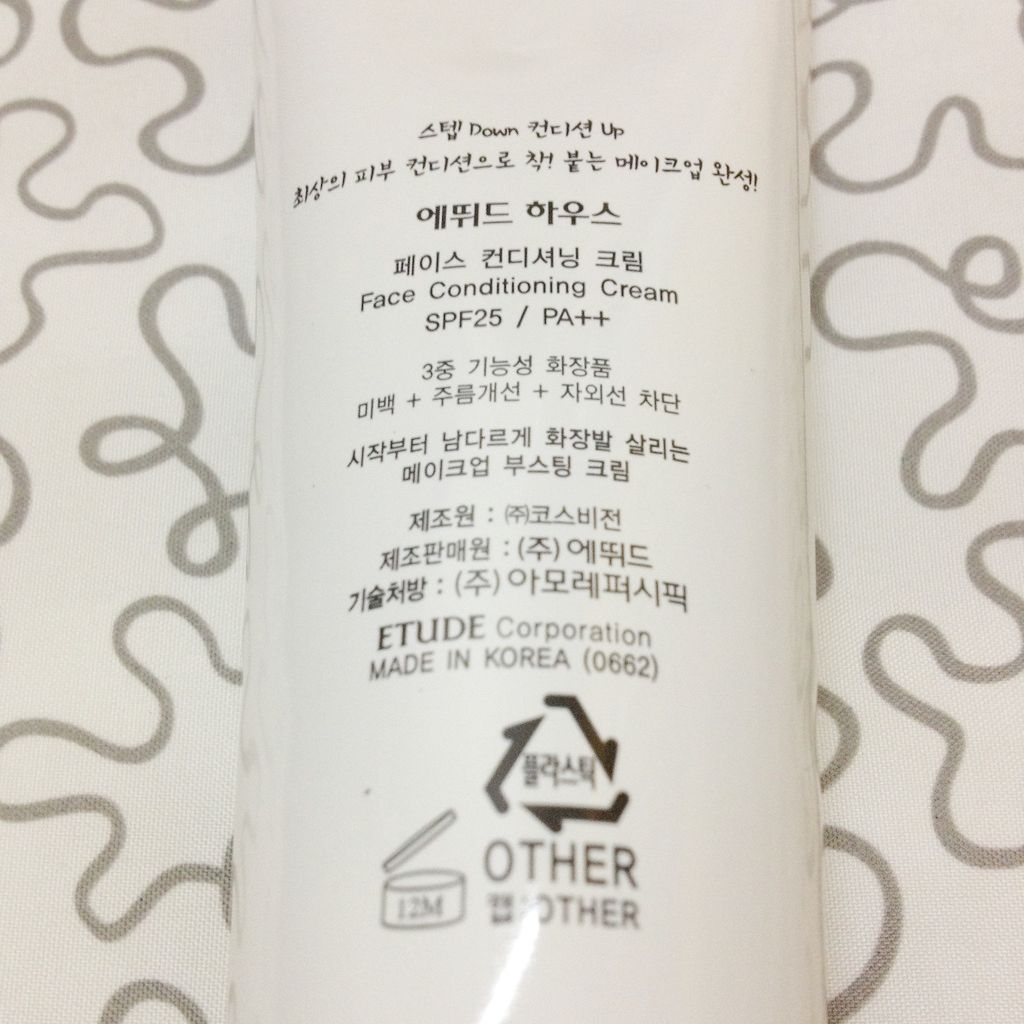 스텝 Down 컨디션 Up
최상의 피부 컨디션으로 착! 붙는 메이크업 완성!
에뛰드 하우스
페이스 컨디셔닝 크림
Face Conditioning Cream
SPF25 / PA++
3중 기능성 화장품
미백 + 주름개선 + 자외선 차단
시작부터 남다르게 화장발 살리는
메이크업 부스팅 크림
제조원 : ㈜코스비전
제조판매원 : (주)에뛰드
기술처방 : (주)아모레퍼시픽
ETUDE Corporation
MADE IN KOREA (0662)
플라스틱
OTHER
캡:OTHER
12M